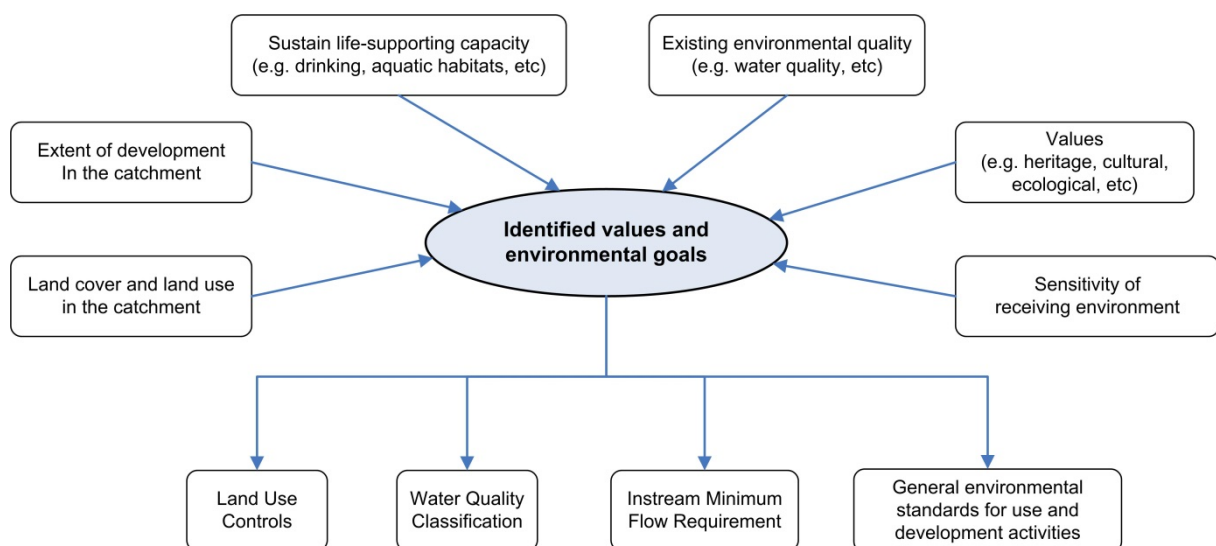 Sustain life-supporting capacity
(e.g. drinking, aquatic habitats, etc)
Existing environmental quality
(e.g. water quality, etc)
Extent of development
In the catchment
Values
(e.g. heritage, cultural,
ecological, etc)
Identified values and
environmental goals
Land cover and land use
in the catchment
Sensitivity of
receiving environment
Land Use
Controls
Water Quality
Classification
Instream Minimum
Flow Requirement
General environmental
standards for use and
development activities